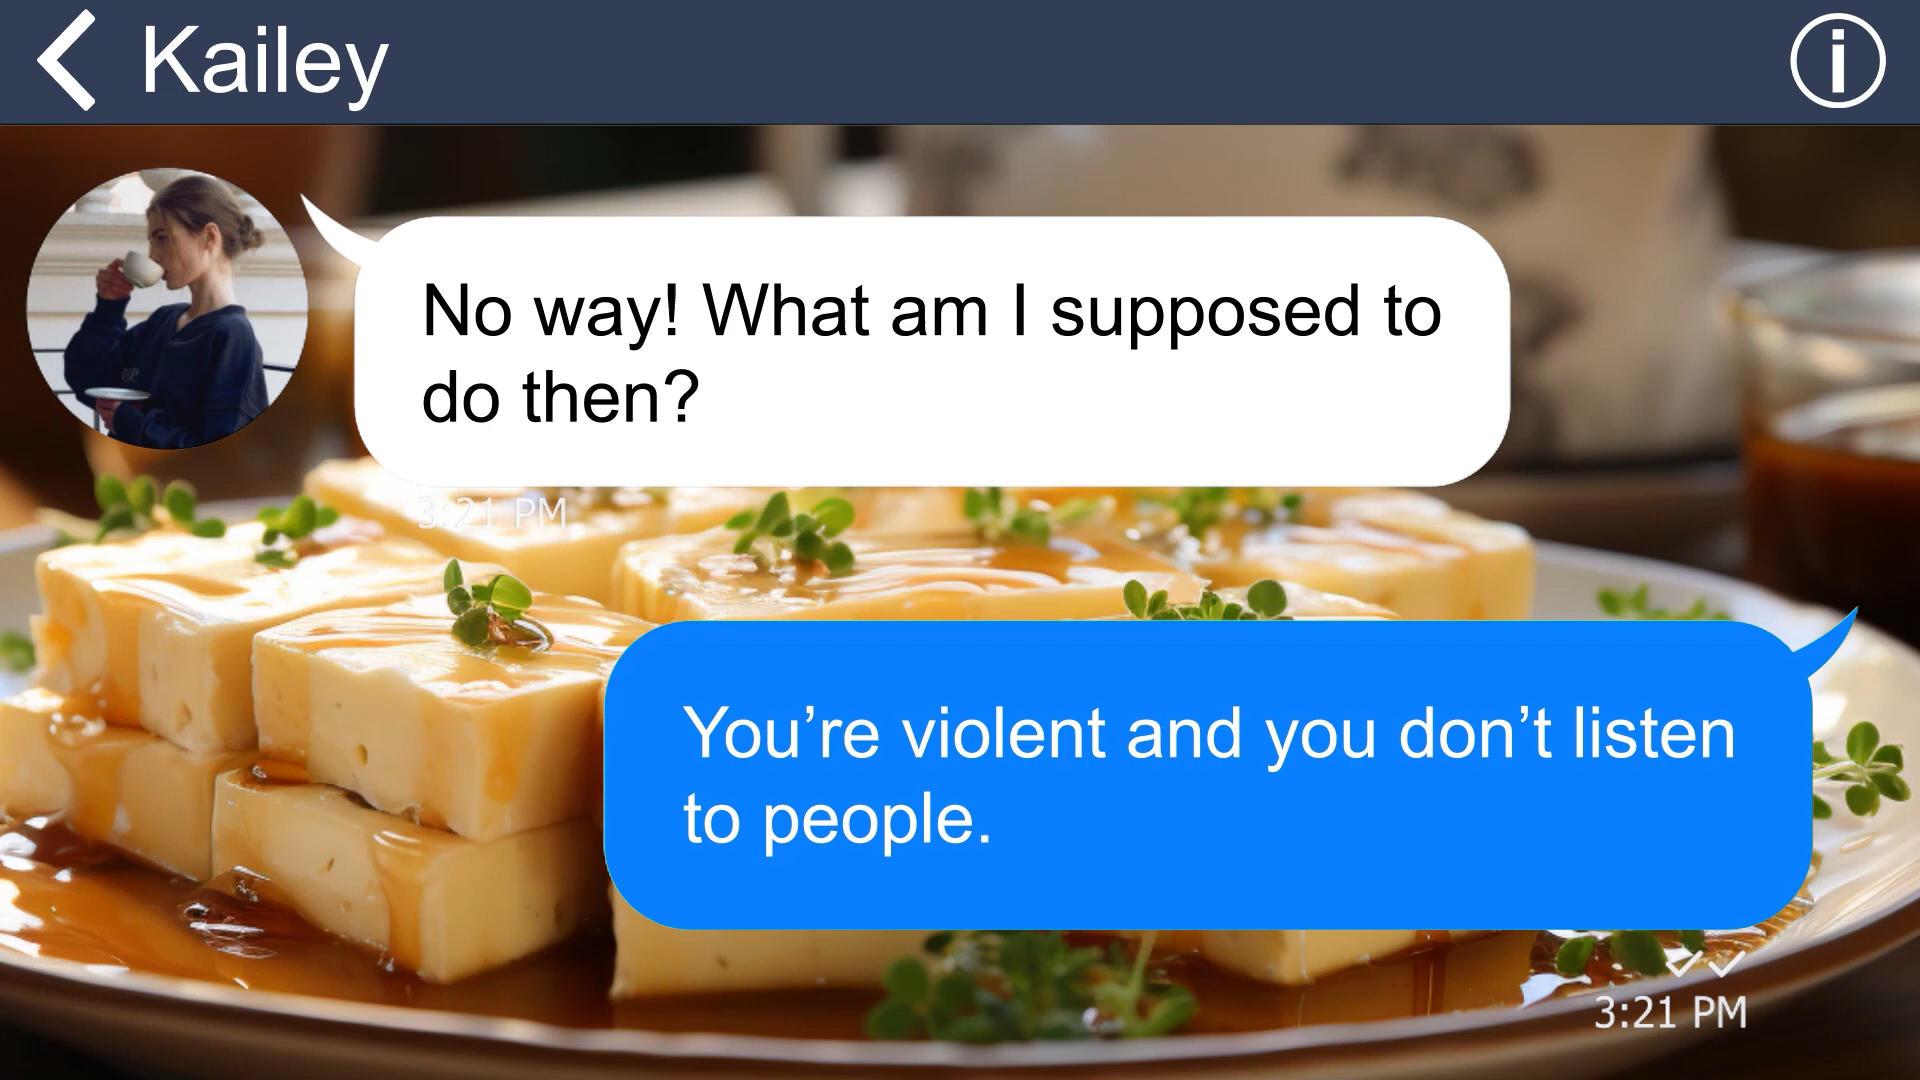 Kailey
No way! What am I supposed to
do then?
3:21 PM
You’re violent and you don’t listen
to people.
3:21 PM